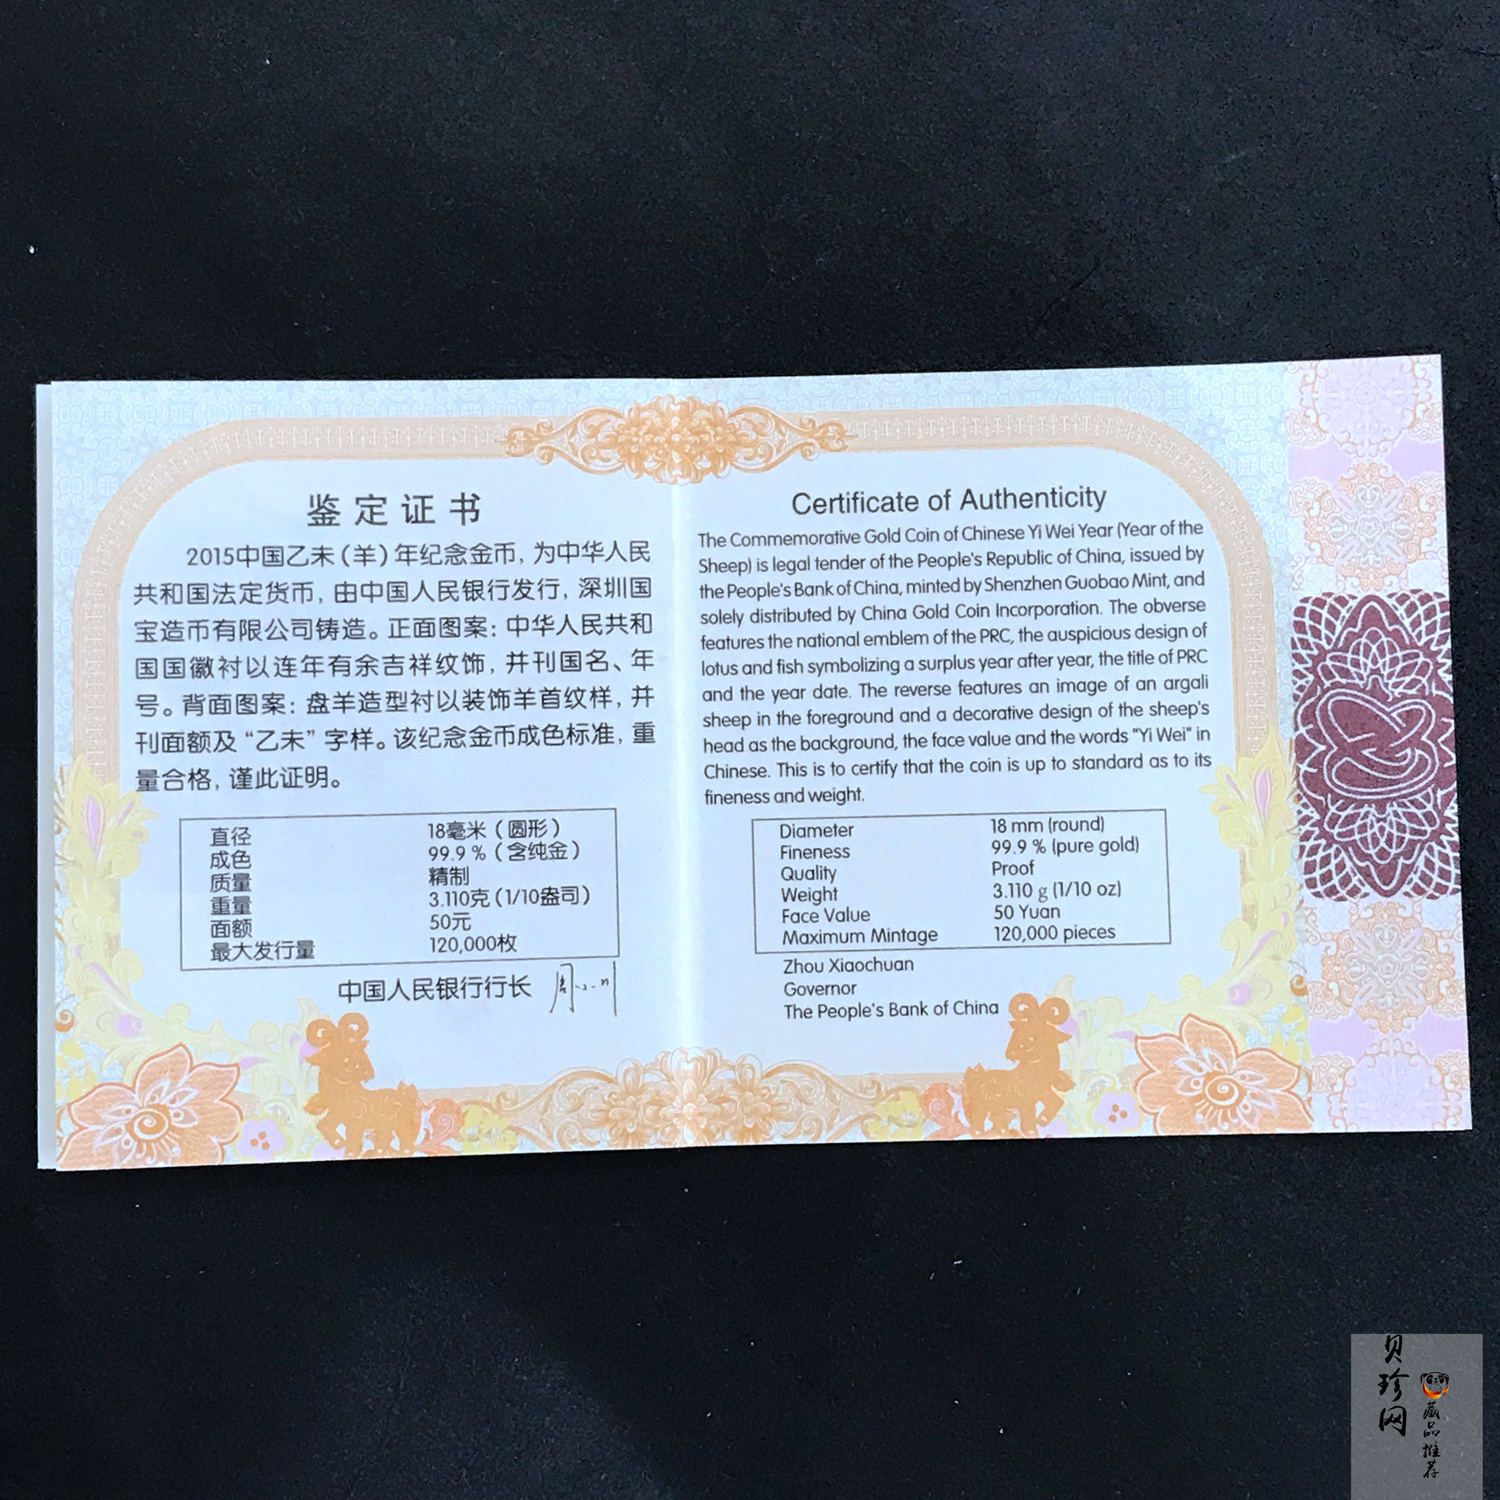 鉴定证书
2015中国乙未（羊）年纪念金币，为中华人民
共和国法定货币，由中国人民银行发行，深圳国
宝造币有限公司铸造。正面图案：中华人民共和
国国徽衬以连年有余吉祥纹饰，并刊国名、年
号。背面图案：盘羊造型衬以装饰羊首纹样，并
刊面额及“乙未”字样。该纪念金币成色标准，重
量合格，谨此证明。
直径 18毫米（圆形）
成色 99.9 %（含纯金）
质量 精制
重量 3.110克（1/10盎司）
面额 50元
最大发行量 120,000枚
中国人民银行行长 周小川
Certificate of Authenticity
The Commemorative Gold Coin of Chinese Yi Wei Year (Year of the
Sheep) is legal tender of the People's Republic of China, issued by
the People's Bank of China, minted by Shenzhen Guobao Mint, and
solely distributed by China Gold Coin Incorporation. The obverse
features the national emblem of the PRC, the auspicious design of
lotus and fish symbolizing a surplus year after year, the title of PRC
and the year date. The reverse features an image of an argali
sheep in the foreground and a decorative design of the sheep's
head as the background, the face value and the words "Yi Wei" in
Chinese. This is to certify that the coin is up to standard as to its
fineness and weight.
Diameter 18 mm (round)
Fineness 99.9 % (pure gold)
Quality Proof
Weight 3.110 g (1/10 oz)
Face Value 50 Yuan
Maximum Mintage 120,000 pieces
Zhou Xiaochuan
Governor
The People's Bank of China
贝珍网
藏品推荐